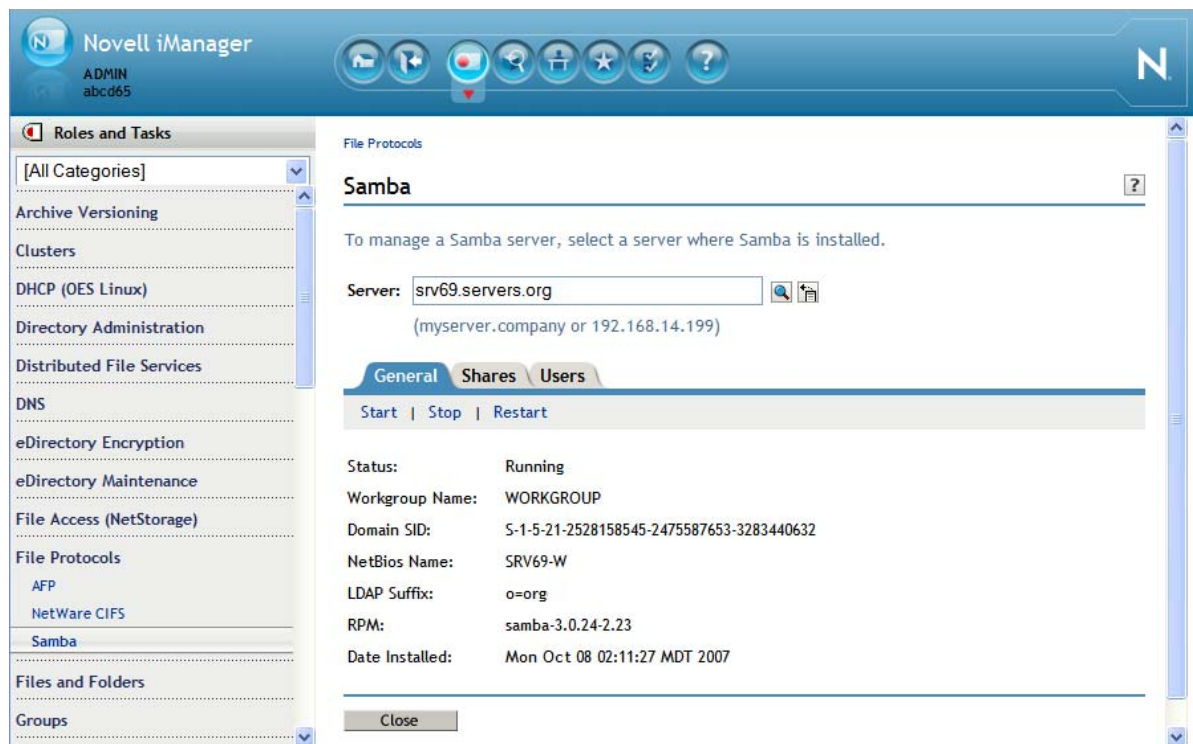 Novell iManager
ADMIN
abcd65
N
Roles and Tasks
[All Categories]
Archive Versioning
Clusters
DHCP (OES Linux)
Directory Administration
Distributed File Services
DNS
eDirectory Encryption
eDirectory Maintenance
File Access (NetStorage)
File Protocols
AFP
NetWare CIFS
Samba
Files and Folders
Groups
File Protocols
Samba
?
To manage a Samba server, select a server where Samba is installed.
Server: srv69.servers.org
(myserver.company or 192.168.14.199)
General Shares Users
Start | Stop | Restart
Status: Running
Workgroup Name: WORKGROUP
Domain SID: S-1-5-21-2528158545-2475587653-3283440632
NetBios Name: SRV69-W
LDAP Suffix: o=org
RPM: samba-3.0.24-2.23
Date Installed: Mon Oct 08 02:11:27 MDT 2007
Close